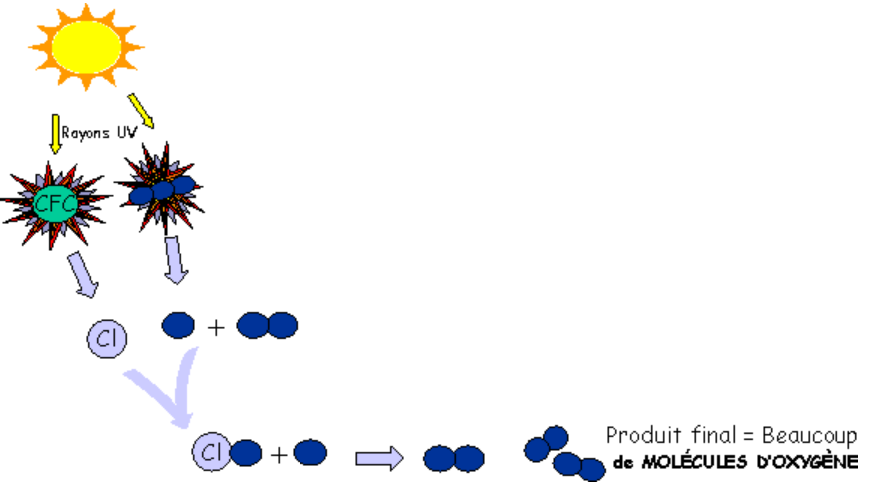 Rayons UV
CFC
+
Cl
Cl
+
Produit final = Beaucoup
de MOLÉCULES D'OXYGÈNE